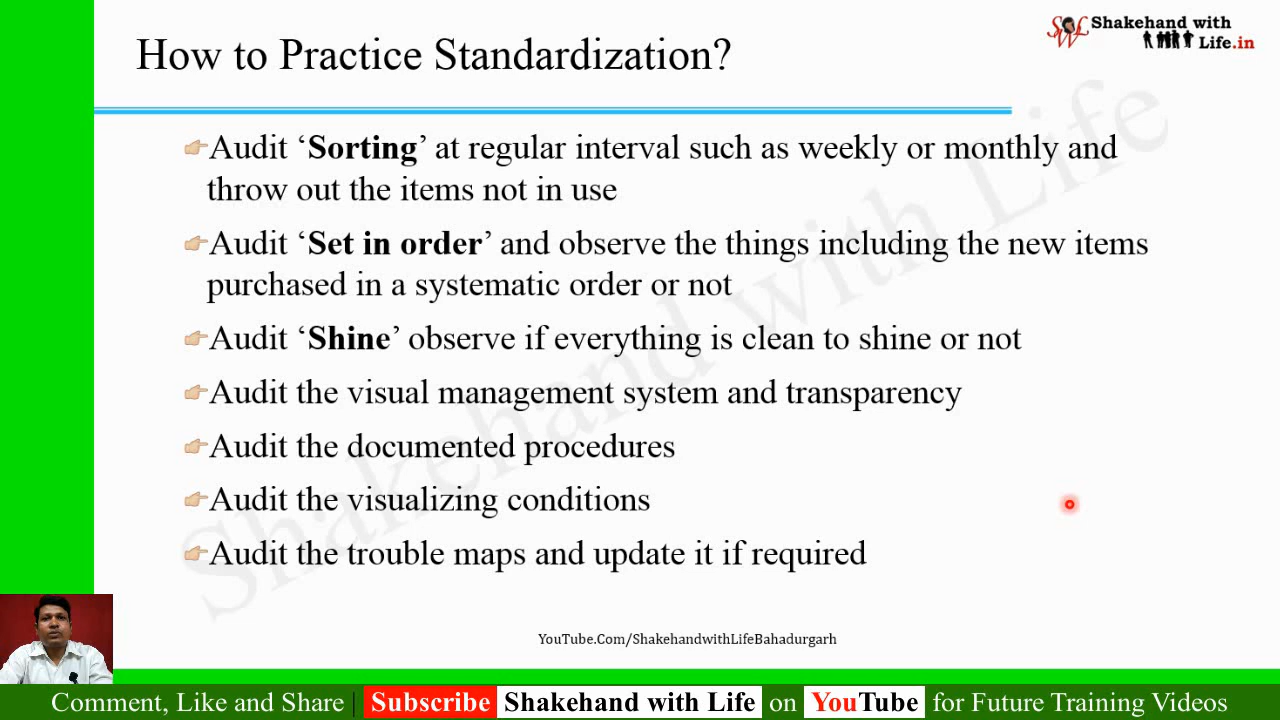 How to Practice Standardization?
SWL
Shakehand with
Life.in
Audit ‘Sorting’ at regular interval such as weekly or monthly and
throw out the items not in use
Audit ‘Set in order’ and observe the things including the new items
purchased in a systematic order or not
Audit ‘Shine’ observe if everything is clean to shine or not
Audit the visual management system and transparency
Audit the documented procedures
Audit the visualizing conditions
Audit the trouble maps and update it if required
Shakehand with Life
YouTube.Com/ShakehandwithLifeBahadurgarh
Comment, Like and Share | Subscribe Shakehand with Life on YouTube for Future Training Videos